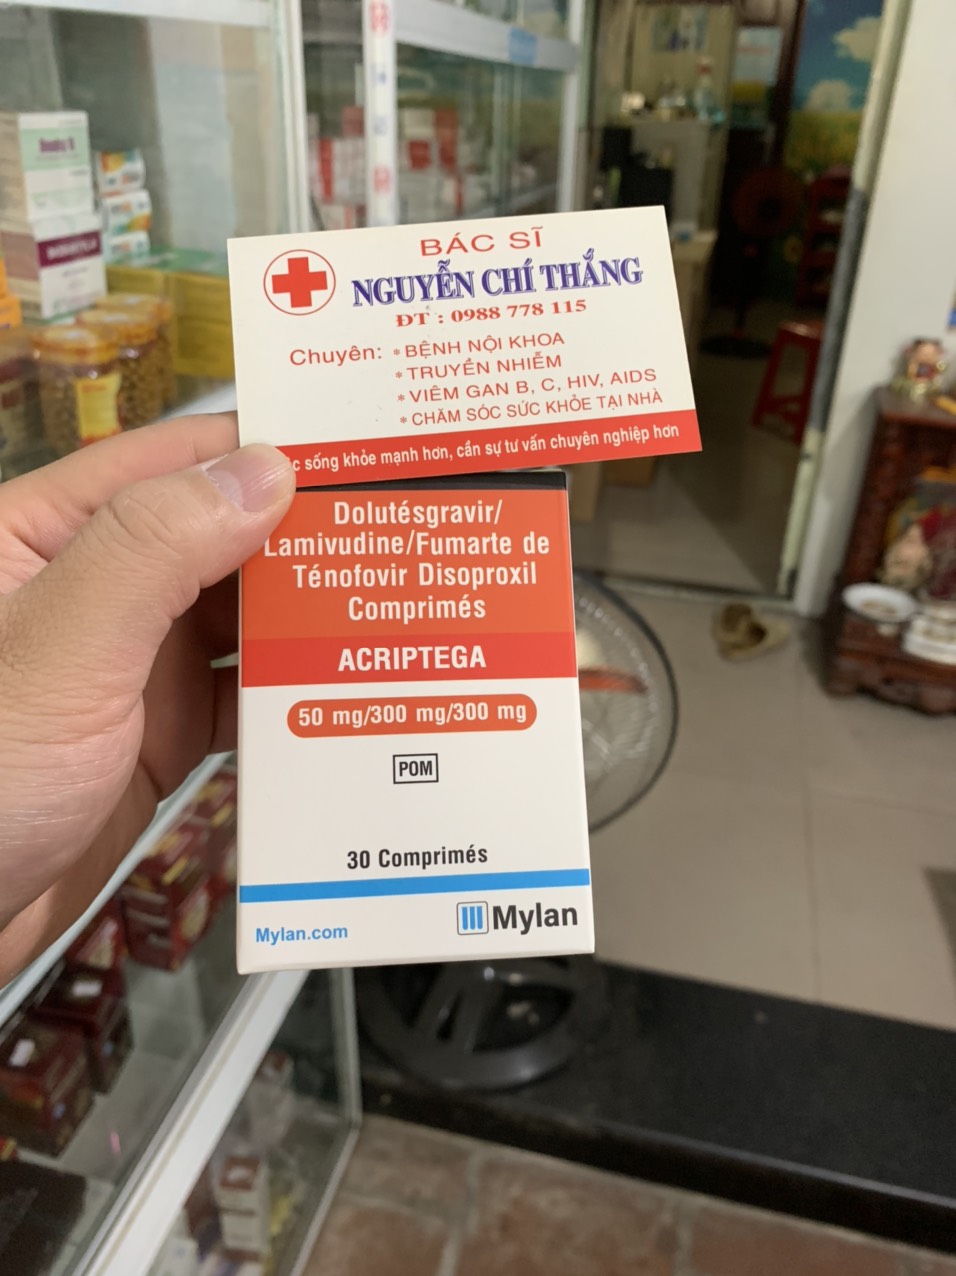 BÁC SĨ
NGUYỄN CHÍ THẮNG
ĐT : 0988 778 115
Chuyên: * BỆNH NỘI KHOA
* TRUYỀN NHIỄM
* VIÊM GAN B, C, HIV, AIDS
* CHĂM SÓC SỨC KHỎE TẠI NHÀ
sống khỏe mạnh hơn, cần sự tư vấn chuyên nghiệp hơn
Dolutésgravir/
Lamivudine/Fumarte de
Ténofovir Disoproxil
Comprimés
ACRIPTEGA
50 mg/300 mg/300 mg
POM
30 Comprimés
Mylan.com
Mylan